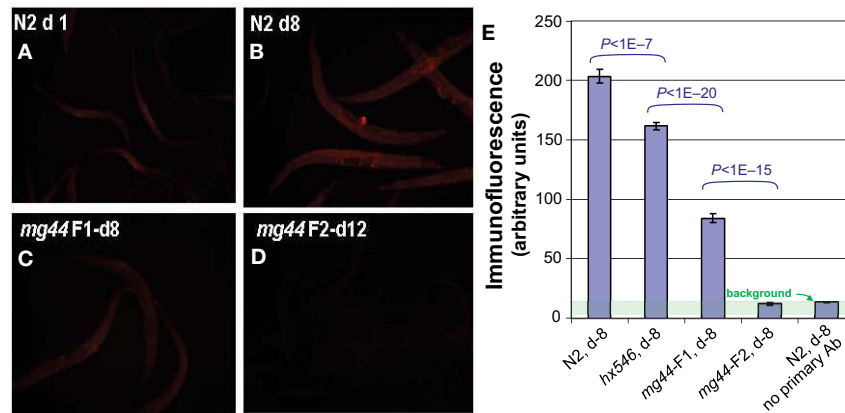 N2 d 1
A
N2 d8
B
mg44 F1-d8
C
mg44 F2-d12
D
E
Immunofluorescence
(arbitrary units)
250
200
150
100
50
0
P<1E–7
P<1E–20
P<1E–15
background
N2, d-8
hx546, d-8
mg44-F1, d-8
mg44-F2, d-8
N2, d-8
no primary Ab